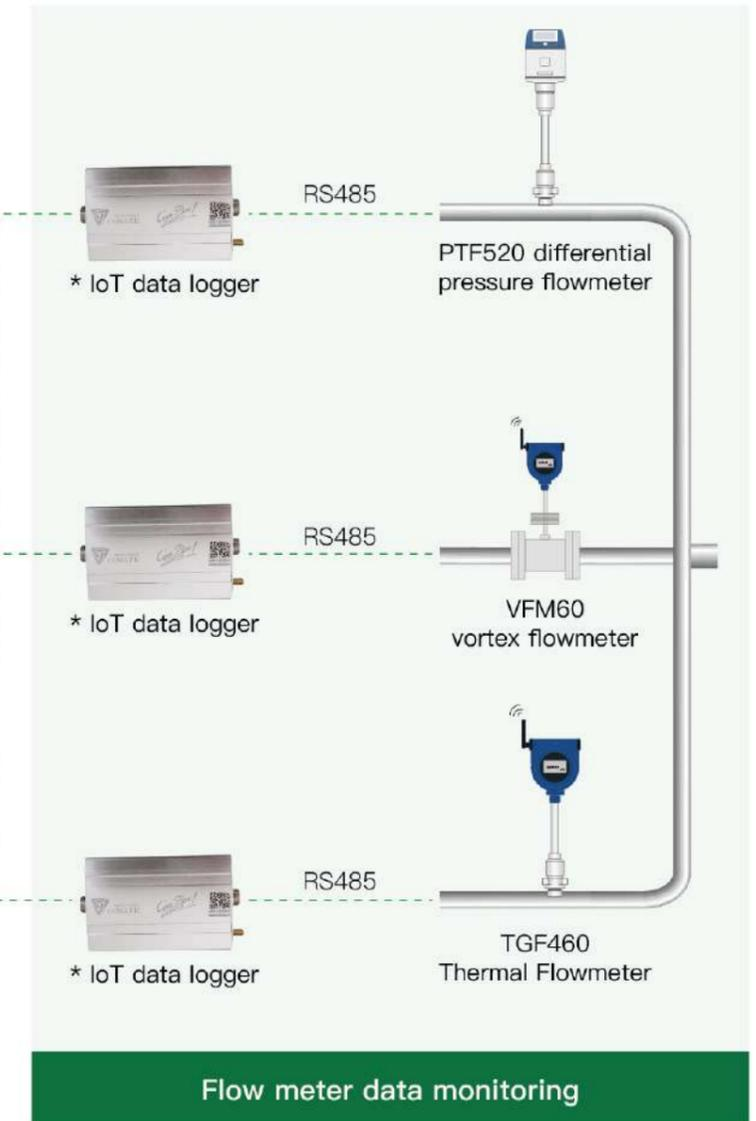 RS485
* IoT data logger
PTF520 differential
pressure flowmeter
RS485
* IoT data logger
VFM60
vortex flowmeter
RS485
* IoT data logger
TGF460
Thermal Flowmeter
Flow meter data monitoring